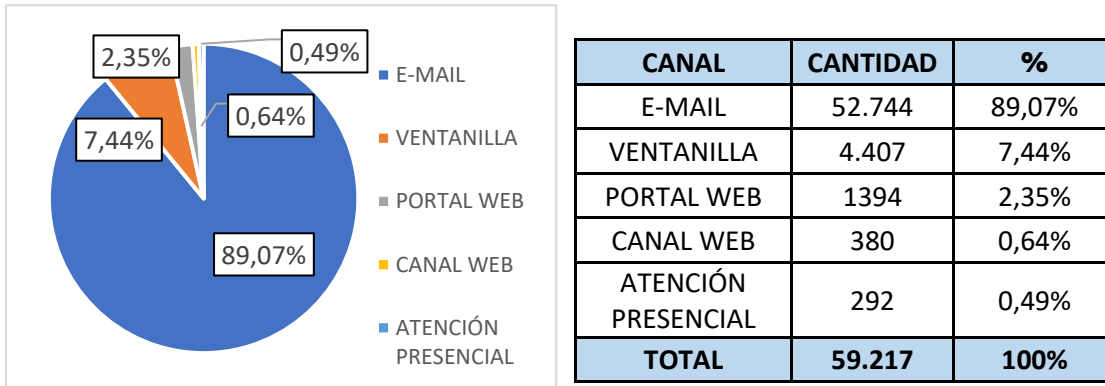 2,35%
0,49%
7,44%
0,64%
89,07%
E-MAIL
VENTANILLA
PORTAL WEB
CANAL WEB
ATENCIÓN
PRESENCIAL
CANAL CANTIDAD %
E-MAIL 52.744 89,07%
VENTANILLA 4.407 7,44%
PORTAL WEB 1394 2,35%
CANAL WEB 380 0,64%
ATENCIÓN
PRESENCIAL 292 0,49%
TOTAL 59.217 100%